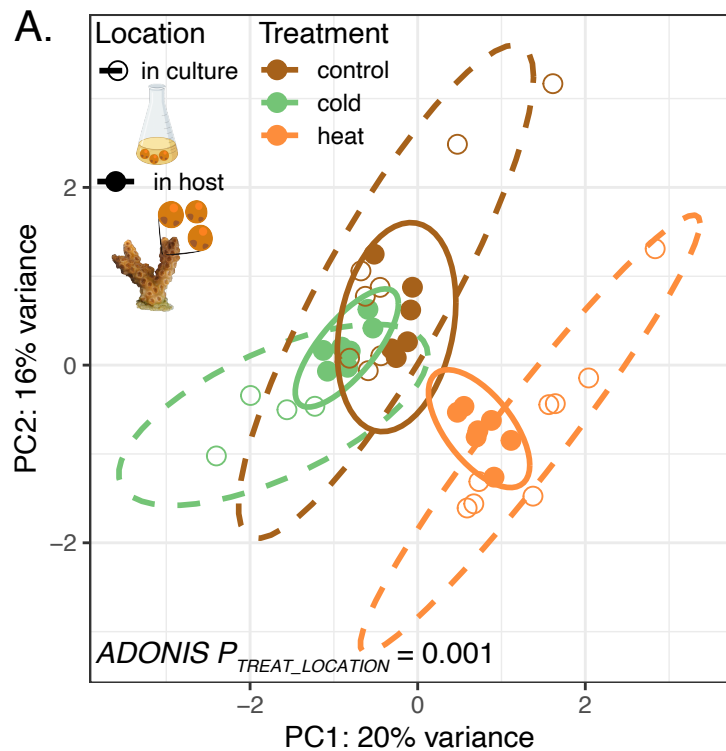 A.
Location
in culture
in host
Treatment
control
cold
heat
PC2: 16% variance
2
0
−2
ADONIS P TREAT_LOCATION = 0.001
−2
0
2
PC1: 20% variance